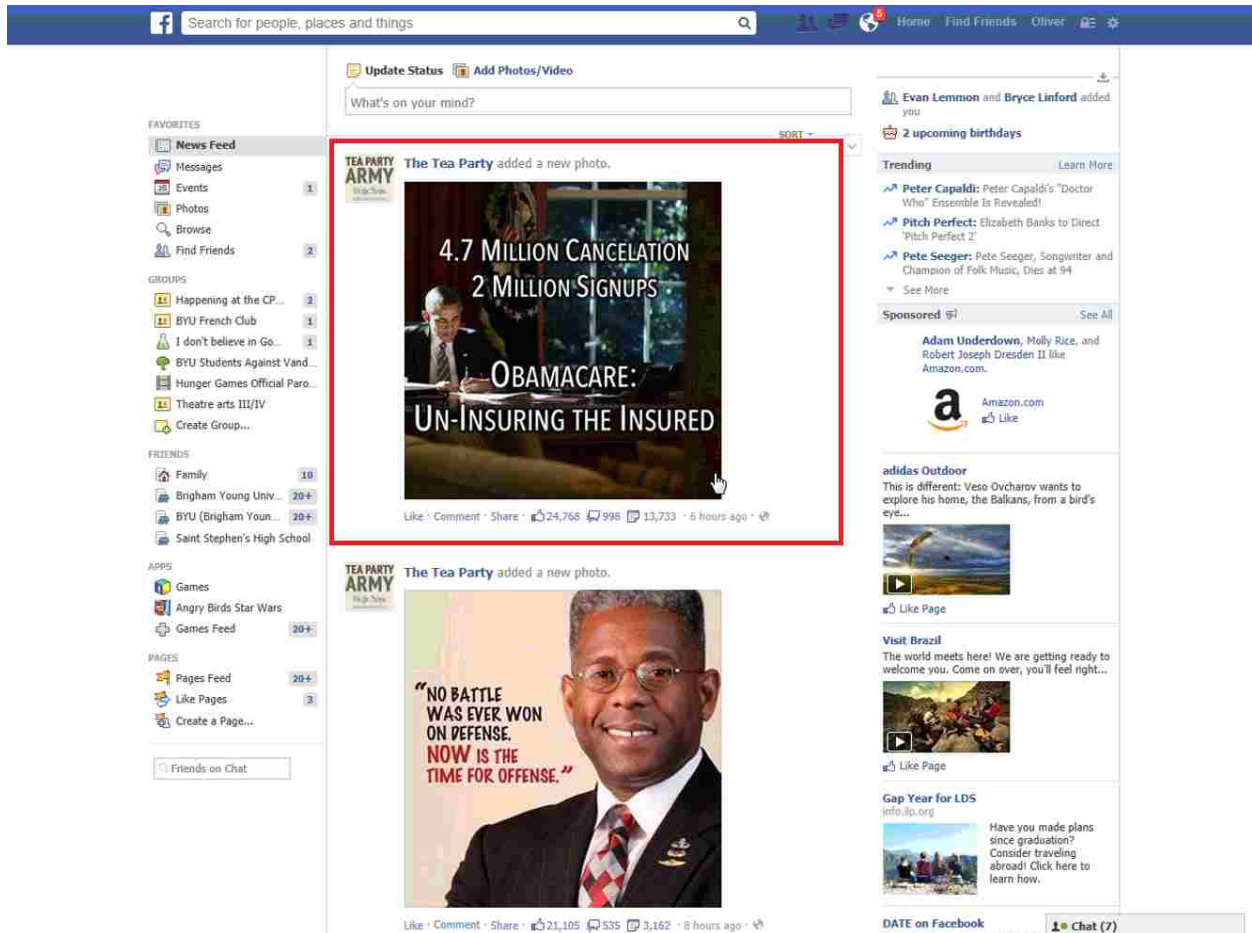 f
Search for people, places and things
5
Home Find Friends Oliver
Update Status Add Photos/Video
What's on your mind?
SORT
FAVORITES
News Feed
Messages
20 Events 1
Photos
Browse
Find Friends 2
GROUPS
Happening at the CP... 2
BYU French Club 1
I don't believe in Go... 1
BYU Students Against Vand...
Hunger Games Official Paro...
Theatre arts III/IV
Create Group...
FRIENDS
Family 10
Brigham Young Univ... 20+
BYU (Brigham Youn... 20+
Saint Stephen's High School
APPS
Games
Angry Birds Star Wars
Games Feed 20+
PAGES
Pages Feed 20+
Like Pages 3
Create a Page...
Friends on Chat
TEA PARTY
ARMY
The Tea Party added a new photo.
4.7 MILLION CANCELATION
2 MILLION SIGNUPS
OBAMACARE:
UN-INSURING THE INSURED
Like · Comment · Share · 24,768 998 13,733 · 6 hours ago ·
TEA PARTY
ARMY
The Tea Party added a new photo.
"NO BATTLE
WAS EVER WON
ON DEFENSE.
NOW IS THE
TIME FOR OFFENSE."
Like · Comment · Share · 21,105 535 3,162 · 8 hours ago ·
Evan Lemmon and Bryce Linford added
you
2 upcoming birthdays
Trending Learn More
Peter Capaldi: Peter Capaldi's "Doctor
Who" Ensemble Is Revealed!
Pitch Perfect: Elizabeth Banks to Direct
'Pitch Perfect 2'
Pete Seeger: Pete Seeger, Songwriter and
Champion of Folk Music, Dies at 94
See More
Sponsored See All
Adam Underdown, Molly Rice, and
Robert Joseph Dresden II like
Amazon.com.
a
Amazon.com
Like
adidas Outdoor
This is different: Veso Ovcharov wants to
explore his home, the Balkans, from a bird's
eye...
Like Page
Visit Brazil
The world meets here! We are getting ready to
welcome you. Come on over, you'll feel right...
Like Page
Gap Year for LDS
info.ilp.org
Have you made plans
since graduation?
Consider traveling
abroad! Click here to
learn how.
DATE on Facebook
Chat (7)